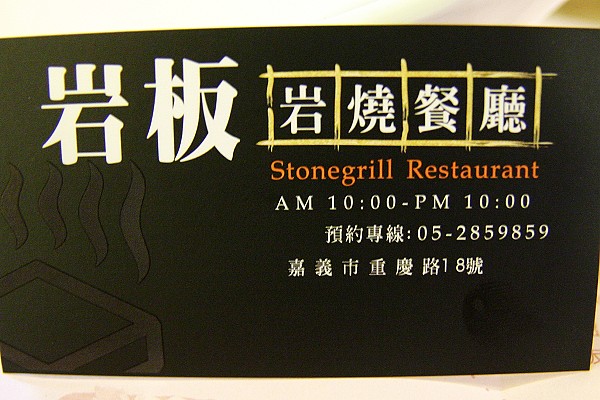 岩板
岩燒餐廳
Stonegrill Restaurant
AM 10:00-PM 10:00
預約專線:05-2859859
嘉義市重慶路18號